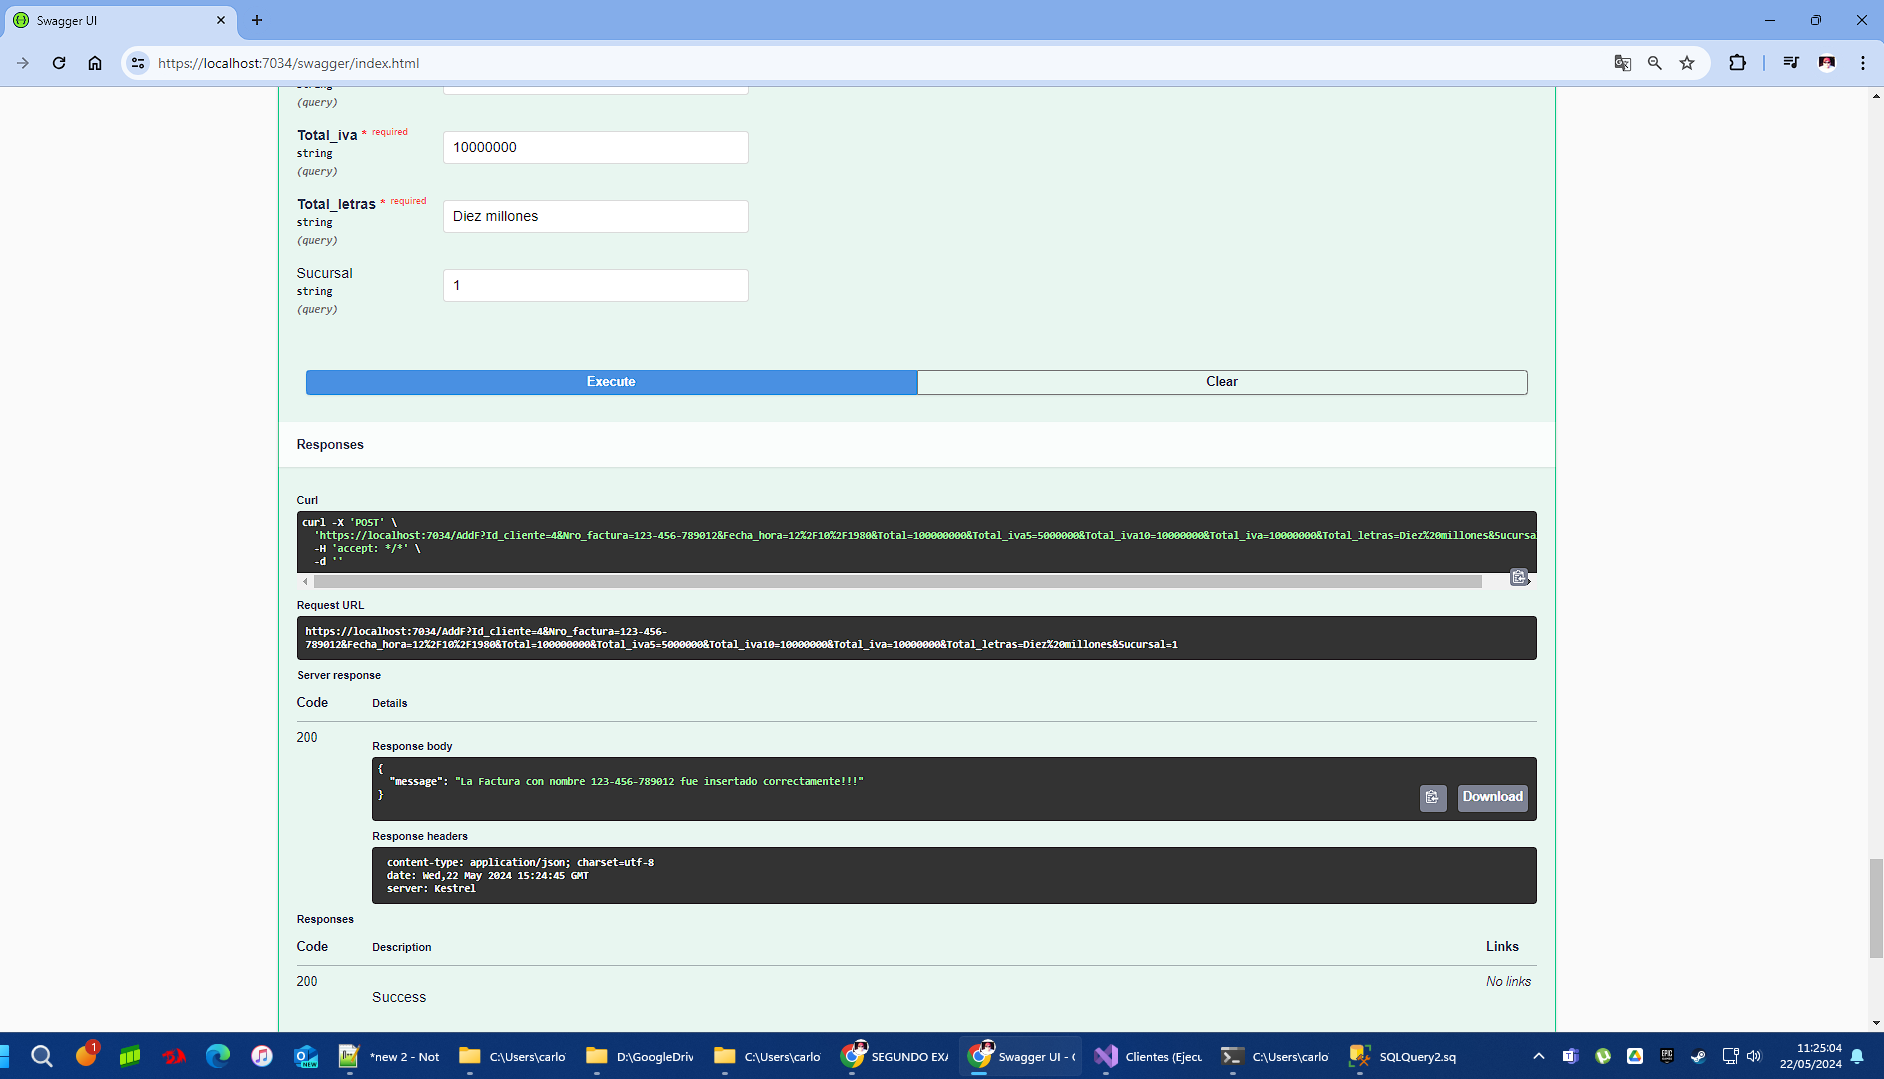 Swagger UI
https://localhost:7034/swagger/index.html
(query)
Total_iva * required
string
(query)
10000000
Total_letras * required
string
(query)
Diez millones
Sucursal
string
(query)
1
Execute
Clear
Responses
Curl
curl -X 'POST' \
'https://localhost:7034/AddF?Id_cliente=4&Nro_factura=123-456-789012&Fecha_hora=12%2F10%2F1980&Total=100000000&Total_iva5=5000000&Total_iva10=10000000&Total_iva=10000000&Total_letras=Diez%20millones&Sucursa
-H 'accept: */*' \
-d ''
Request URL
https://localhost:7034/AddF?Id_cliente=4&Nro_factura=123-456-
789012&Fecha_hora=12%2F10%2F1980&Total=100000000&Total_iva5=5000000&Total_iva10=10000000&Total_iva=10000000&Total_letras=Diez%20millones&Sucursal=1
Server response
Code Details
200
Response body
{
"message": "La Factura con nombre 123-456-789012 fue insertado correctamente!!!"
}
Download
Response headers
content-type: application/json; charset=utf-8
date: Wed,22 May 2024 15:24:45 GMT
server: Kestrel
Responses
Code Description Links
200
Success
No links
1
NEW
*new 2 - Not
C:\Users\carlo
D:\GoogleDriv
C:\Users\carlo
SEGUNDO EXA
Swagger UI - G
Clientes (Ejecu
C:\Users\carlo
SQLQuery2.sq
EPIC
11:25:04
22/05/2024